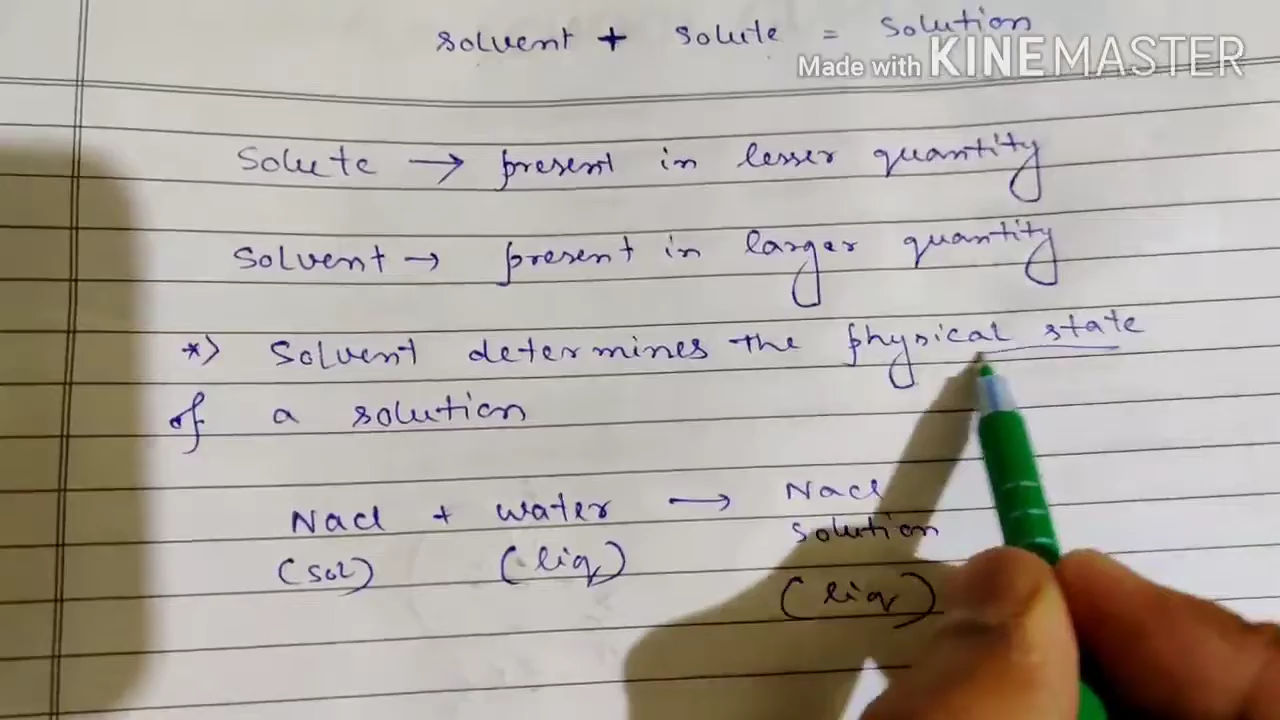 solvent + solute = solution
Made with KINEMASTER
Solute → present in lesser quantity
Solvent → present in larger quantity
*) Solvent determines the physical state
of a solution
NaCl + water → NaCl
solution
(sol) (liq)
(liq)